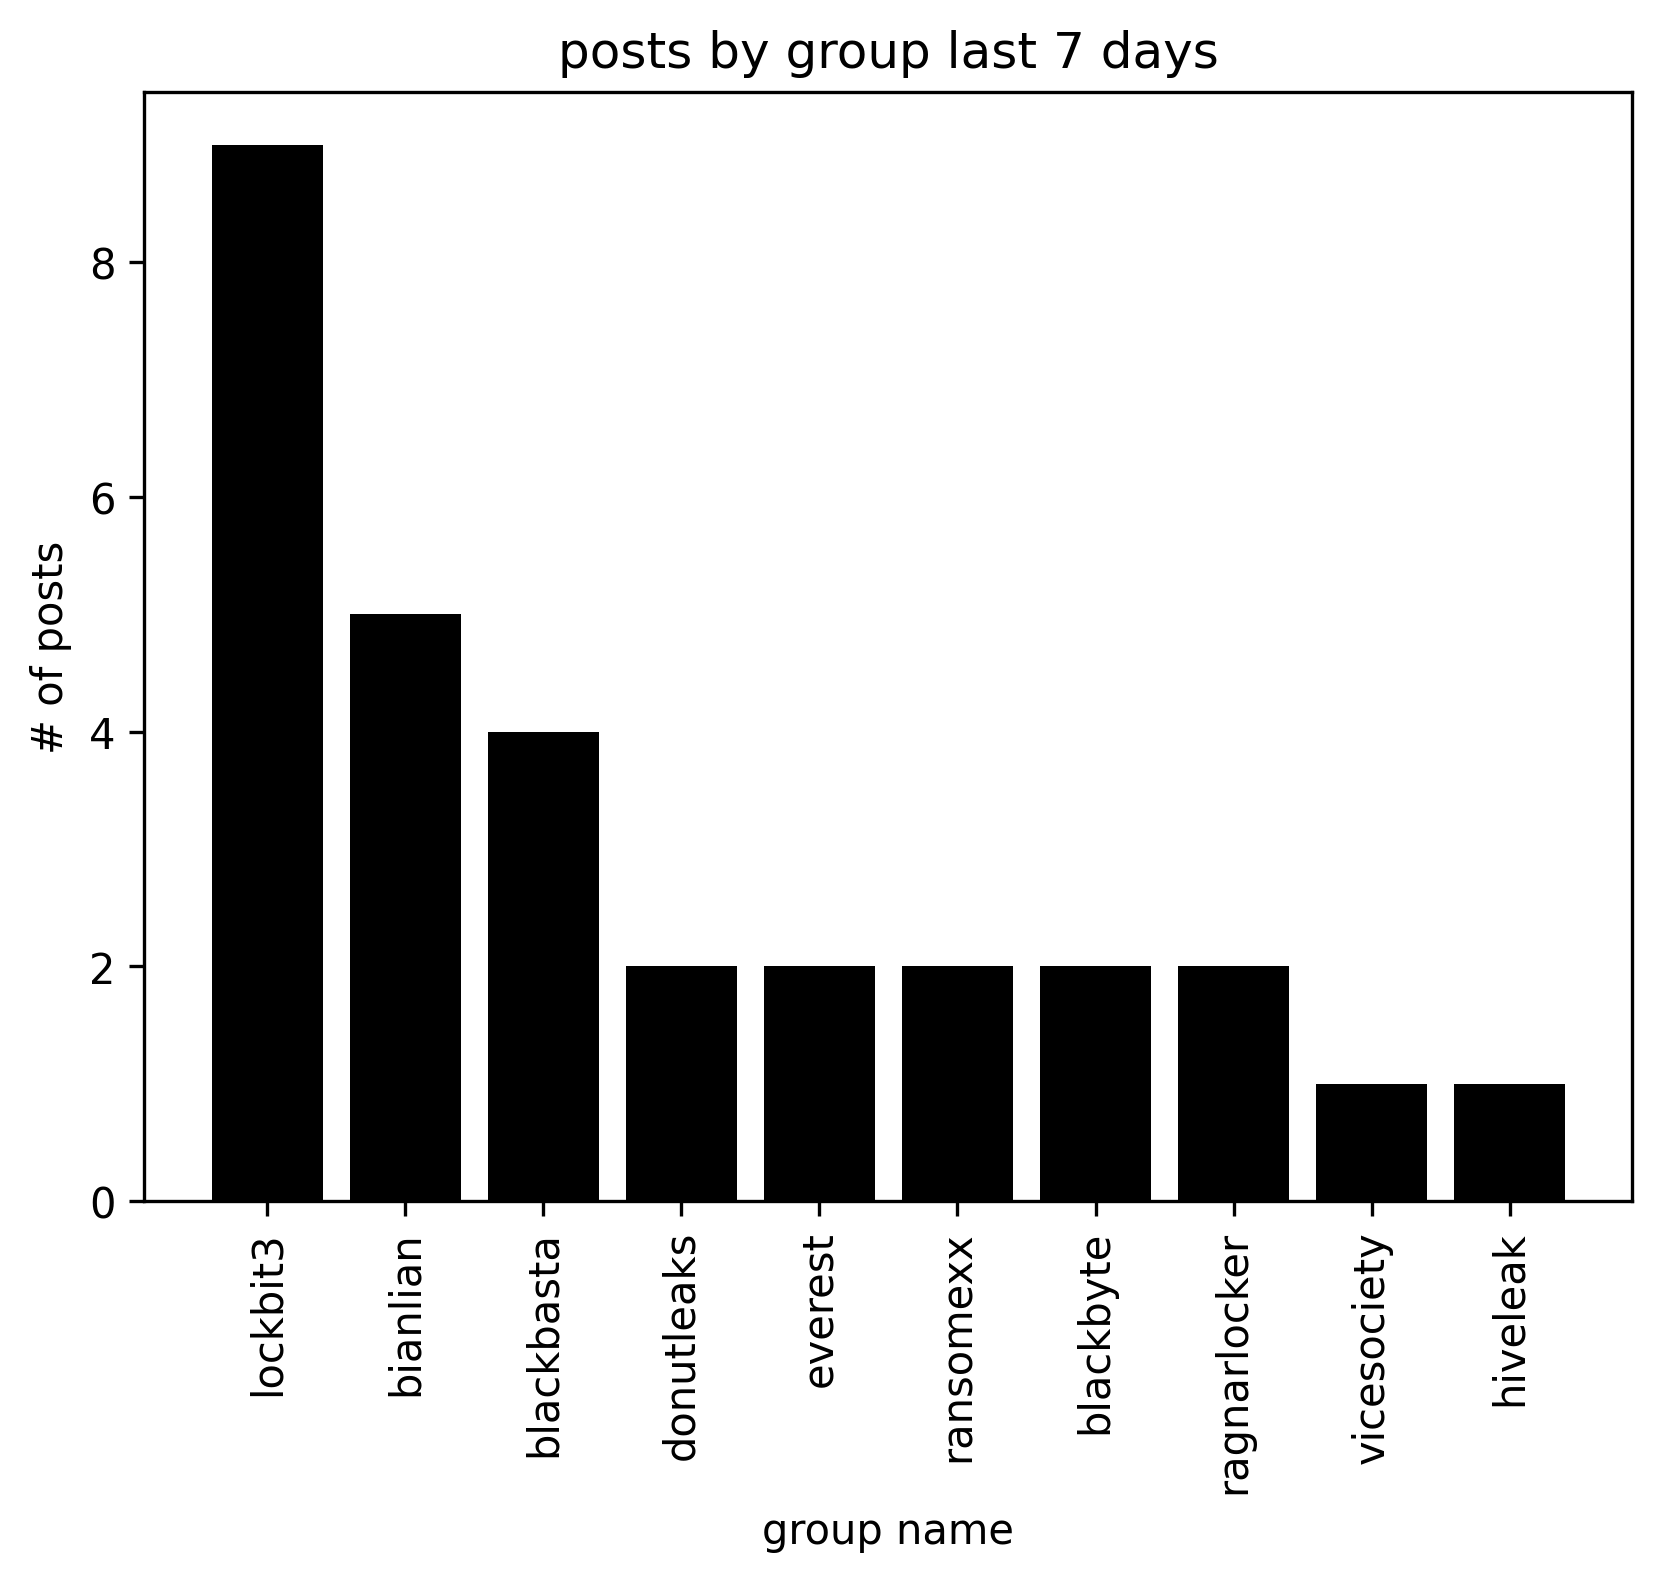 posts by group last 7 days
# of posts
8
6
4
2
0
lockbit3
bianlian
blackbasta
donutleaks
everest
ransomexx
blackbyte
ragnarlocker
vicesociety
hiveleak
group name